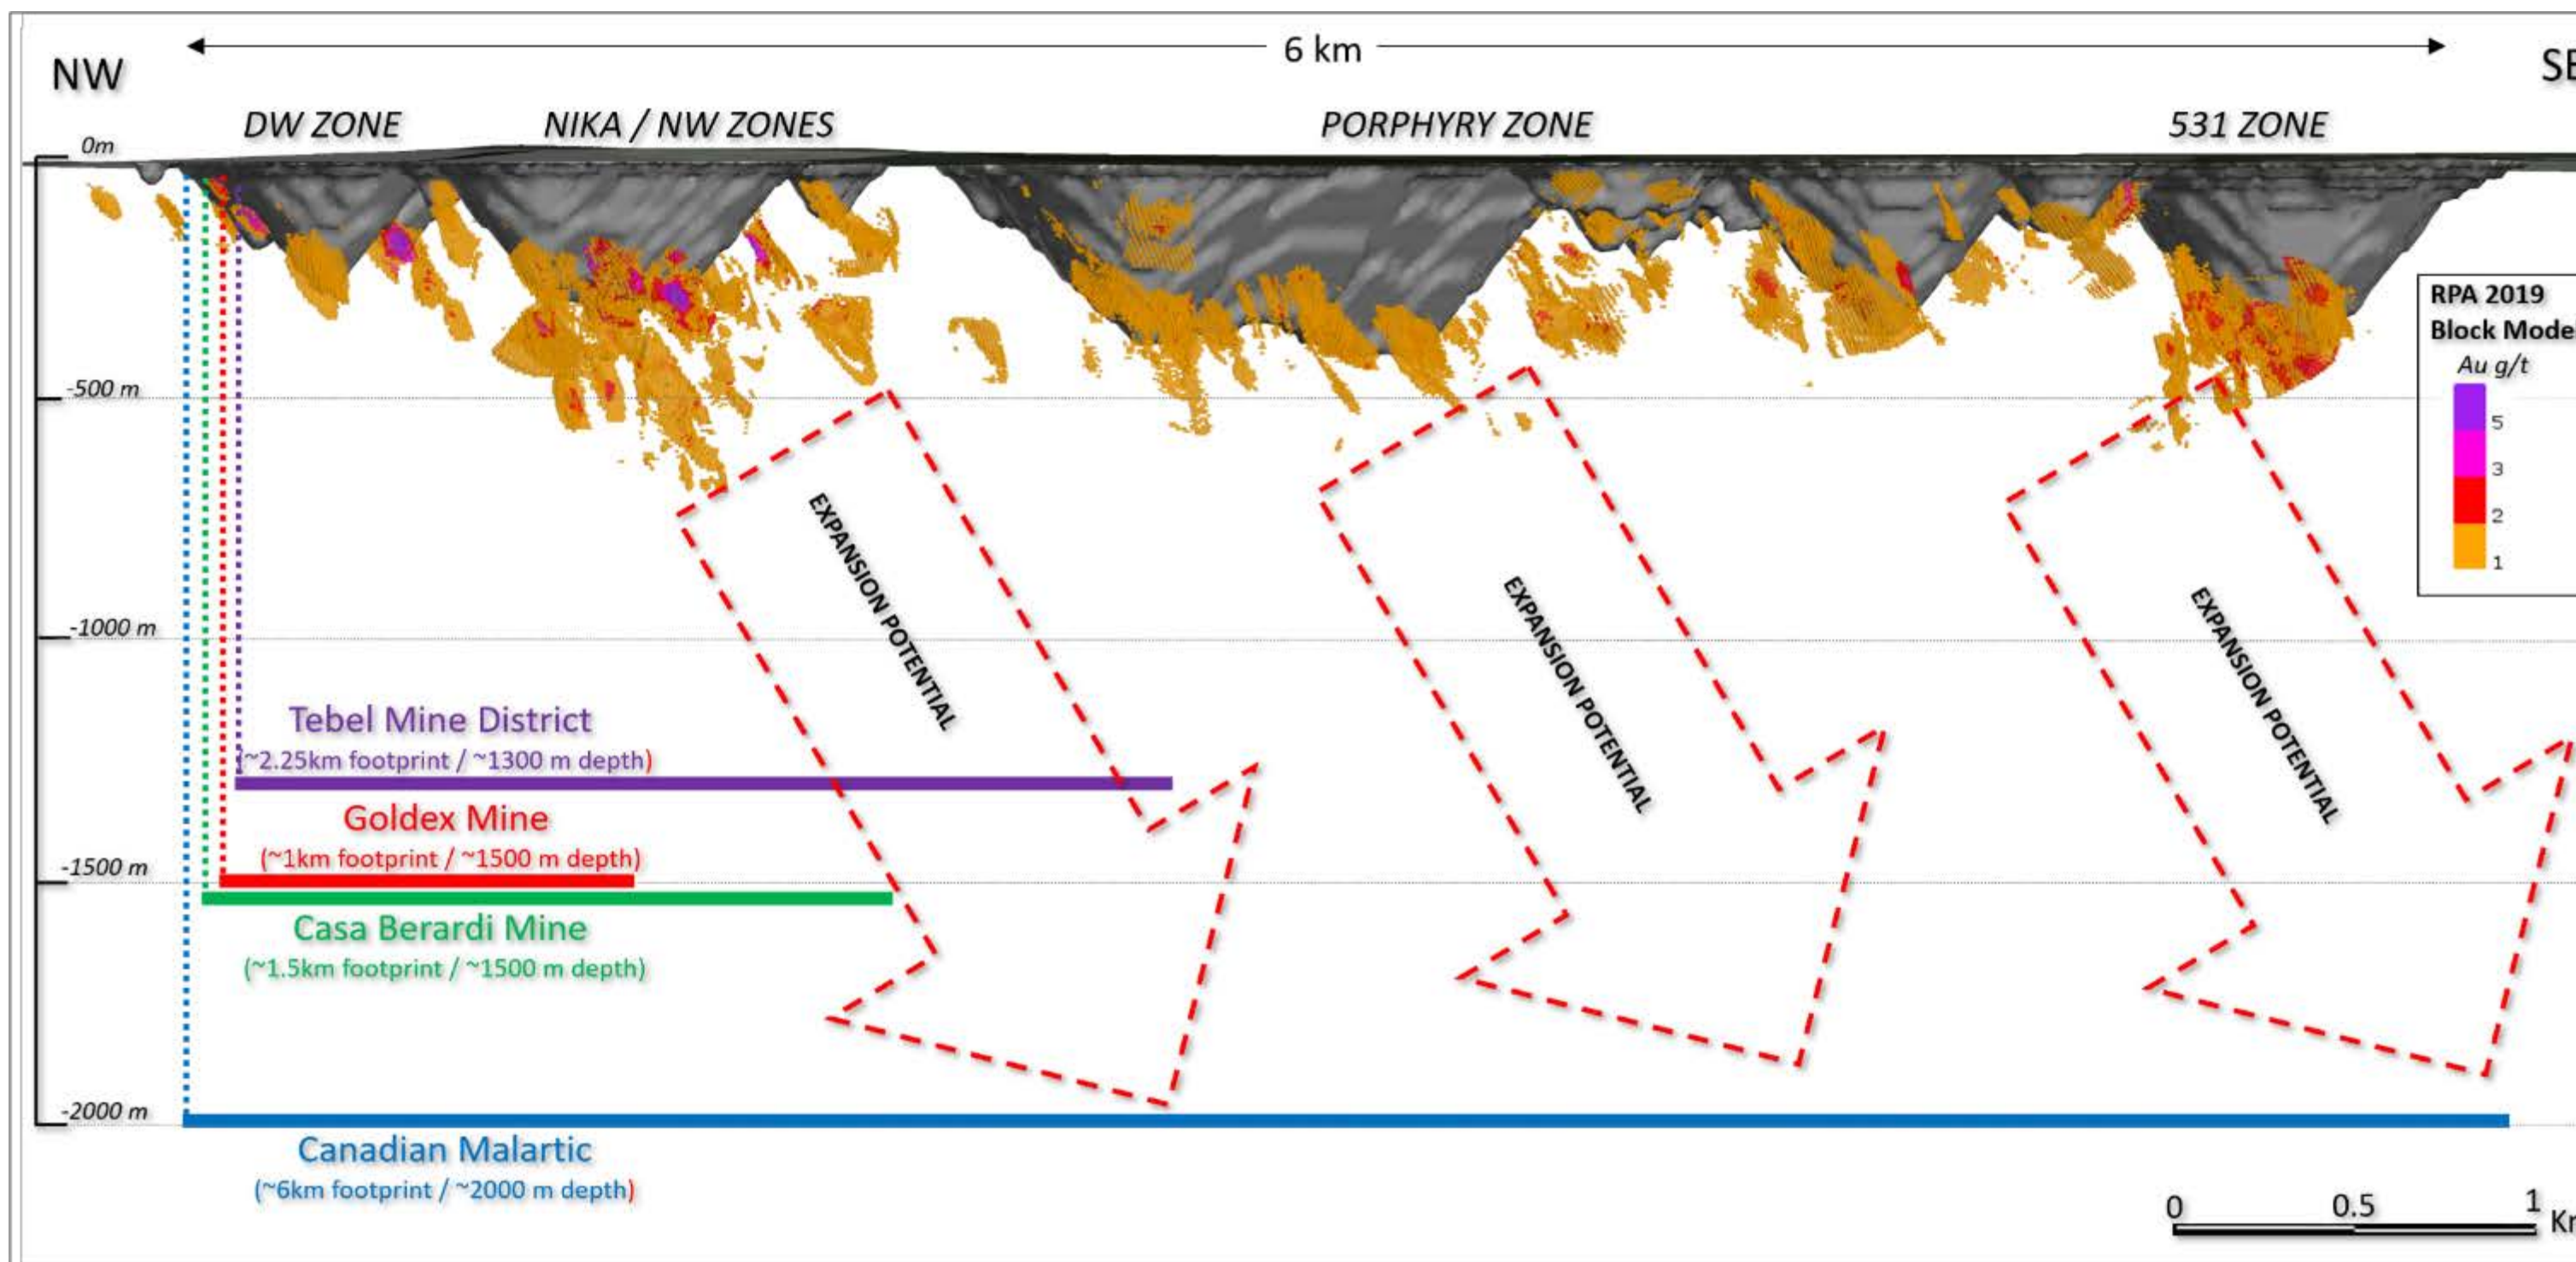 6 km
NW
SE
DW ZONE
NIKA / NW ZONES
PORPHYRY ZONE
531 ZONE
0m
-500 m
-1000 m
-1500 m
-2000 m
RPA 2019
Block Mode
Au g/t
5
3
2
1
EXPANSION POTENTIAL
EXPANSION POTENTIAL
EXPANSION POTENTIAL
Tebel Mine District
(~2.25km footprint / ~1300 m depth)
Goldex Mine
(~1km footprint / ~1500 m depth)
Casa Berardi Mine
(~1.5km footprint / ~1500 m depth)
Canadian Malartic
(~6km footprint / ~2000 m depth)
0 0.5 1